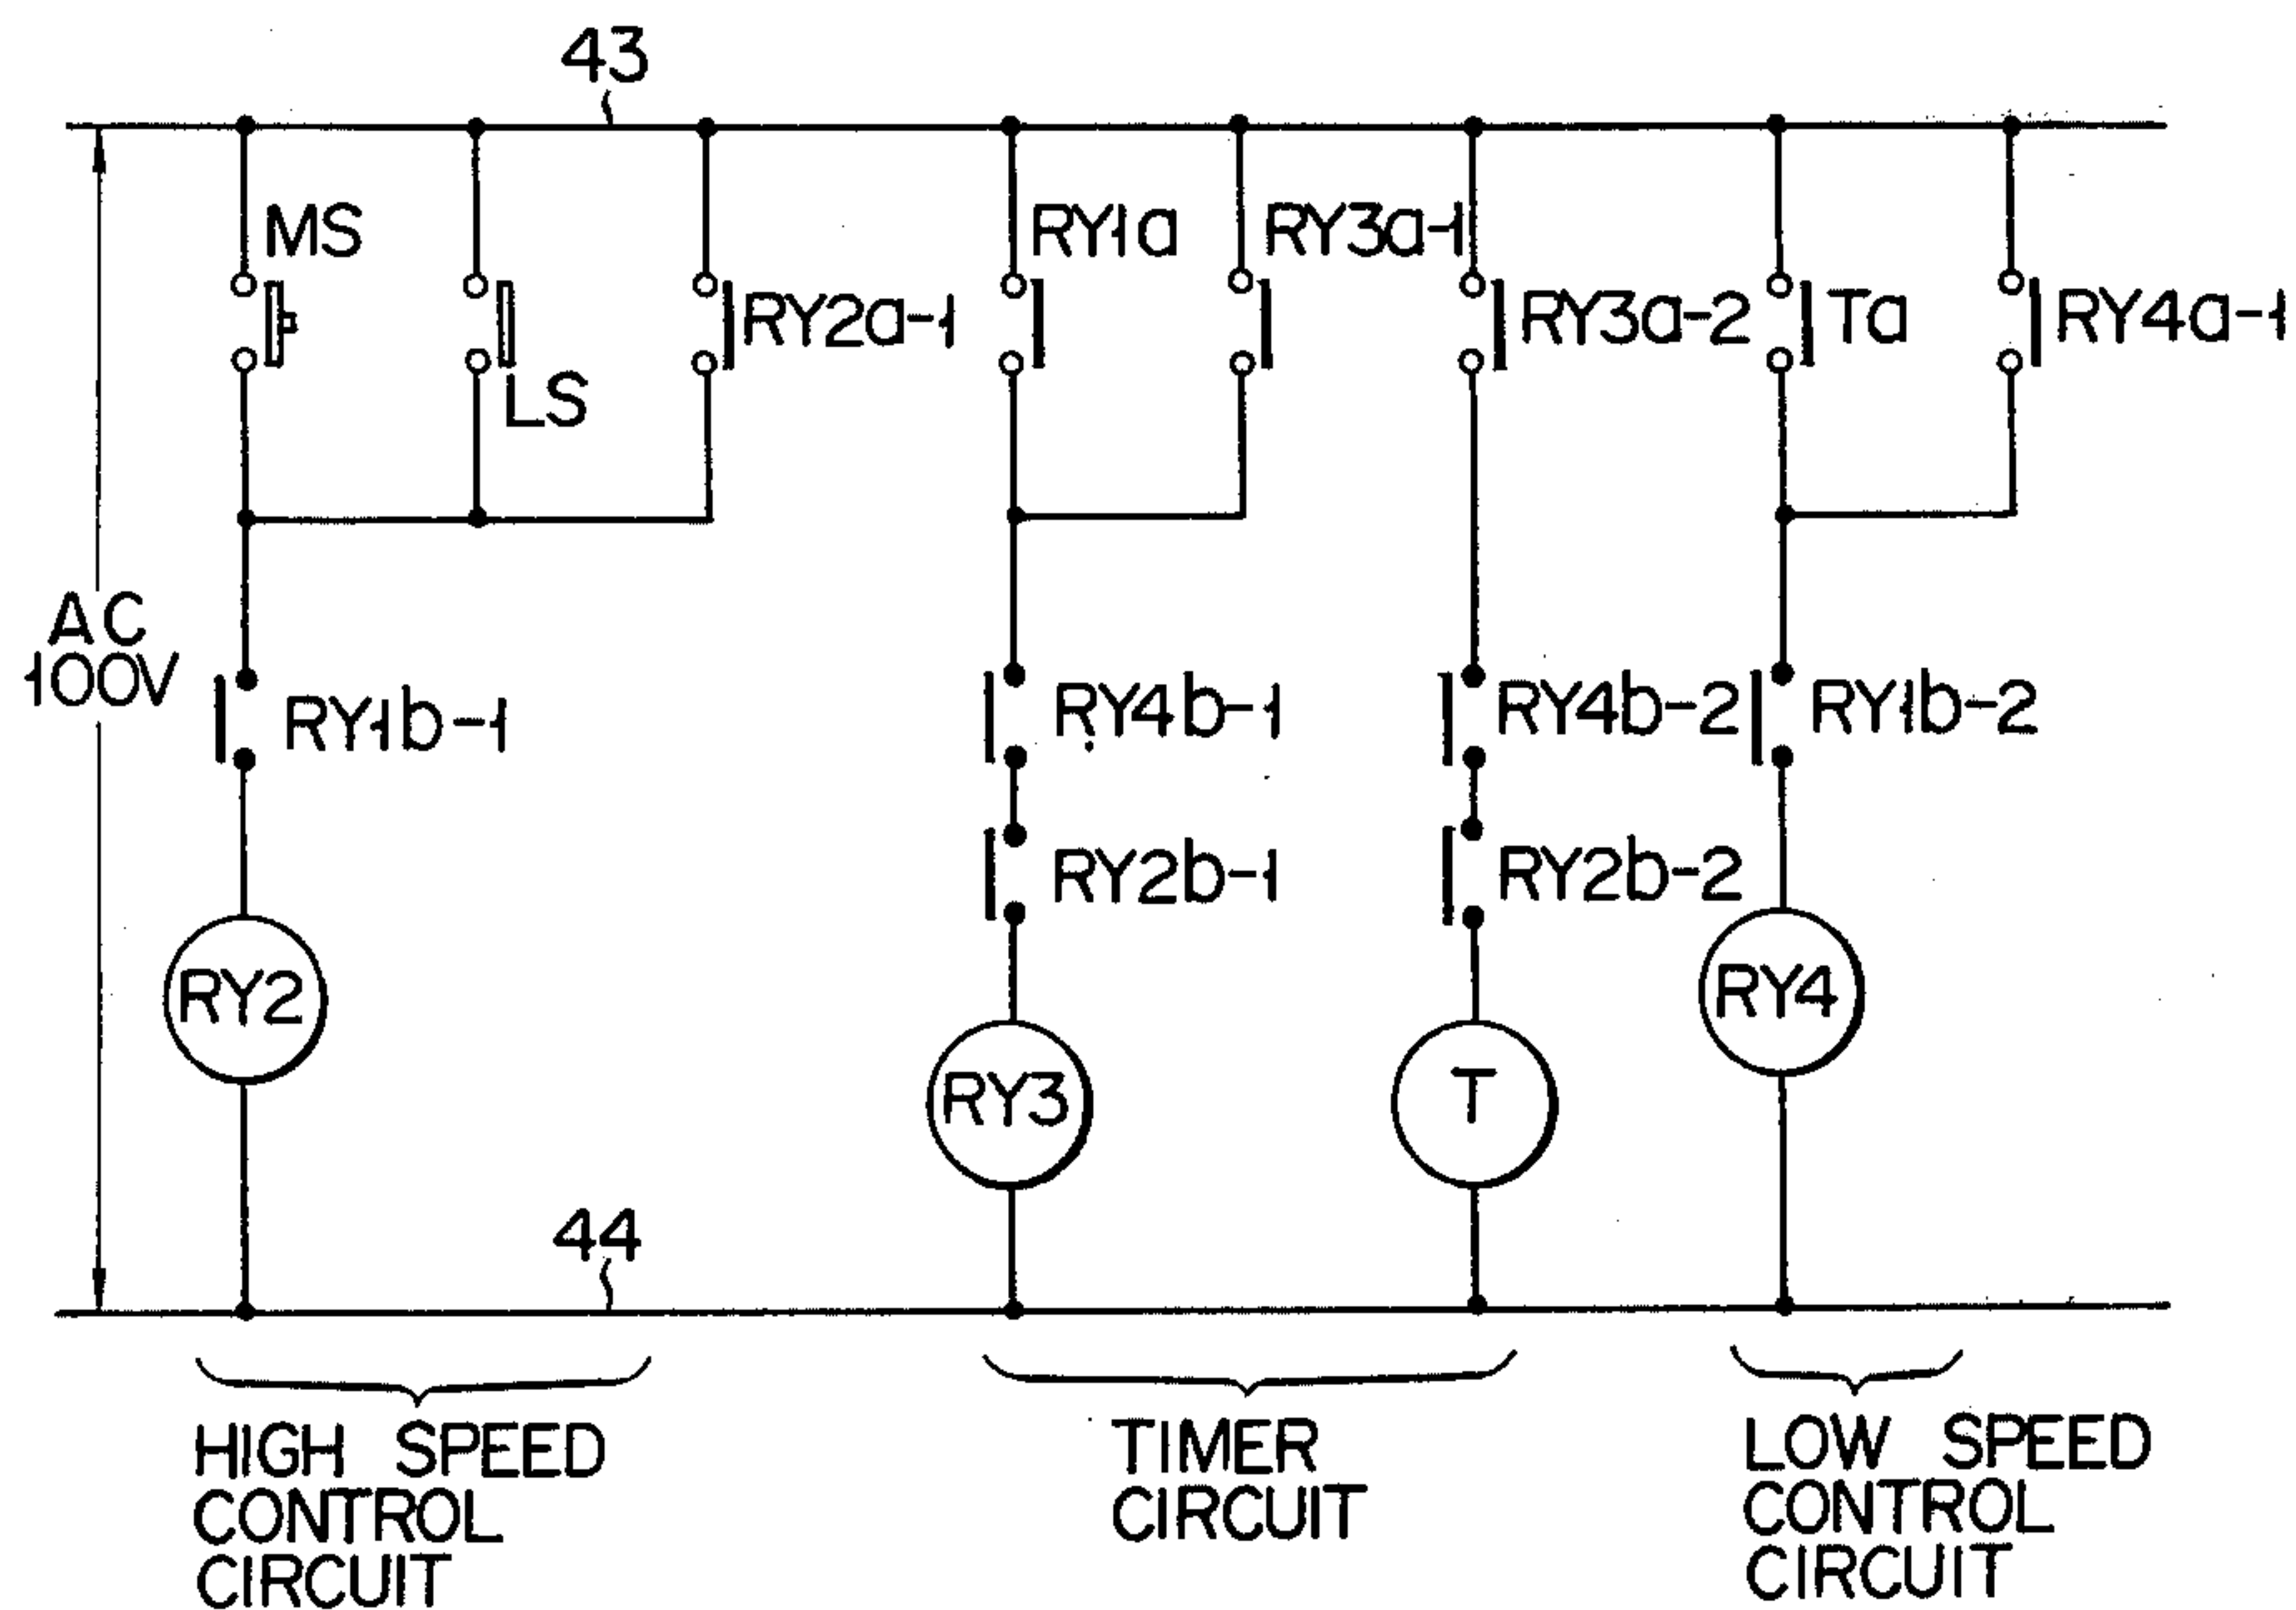 43
MS
RY1a
RY3a-1
LS
RY2a-1
RY3a-2
Ta
RY4a-1
AC
100V
RY1b-1
RY4b-1
RY4b-2
RY1b-2
RY2b-1
RY2b-2
RY2
RY4
RY3
T
44
HIGH SPEED
CONTROL
CIRCUIT
TIMER
CIRCUIT
LOW SPEED
CONTROL
CIRCUIT